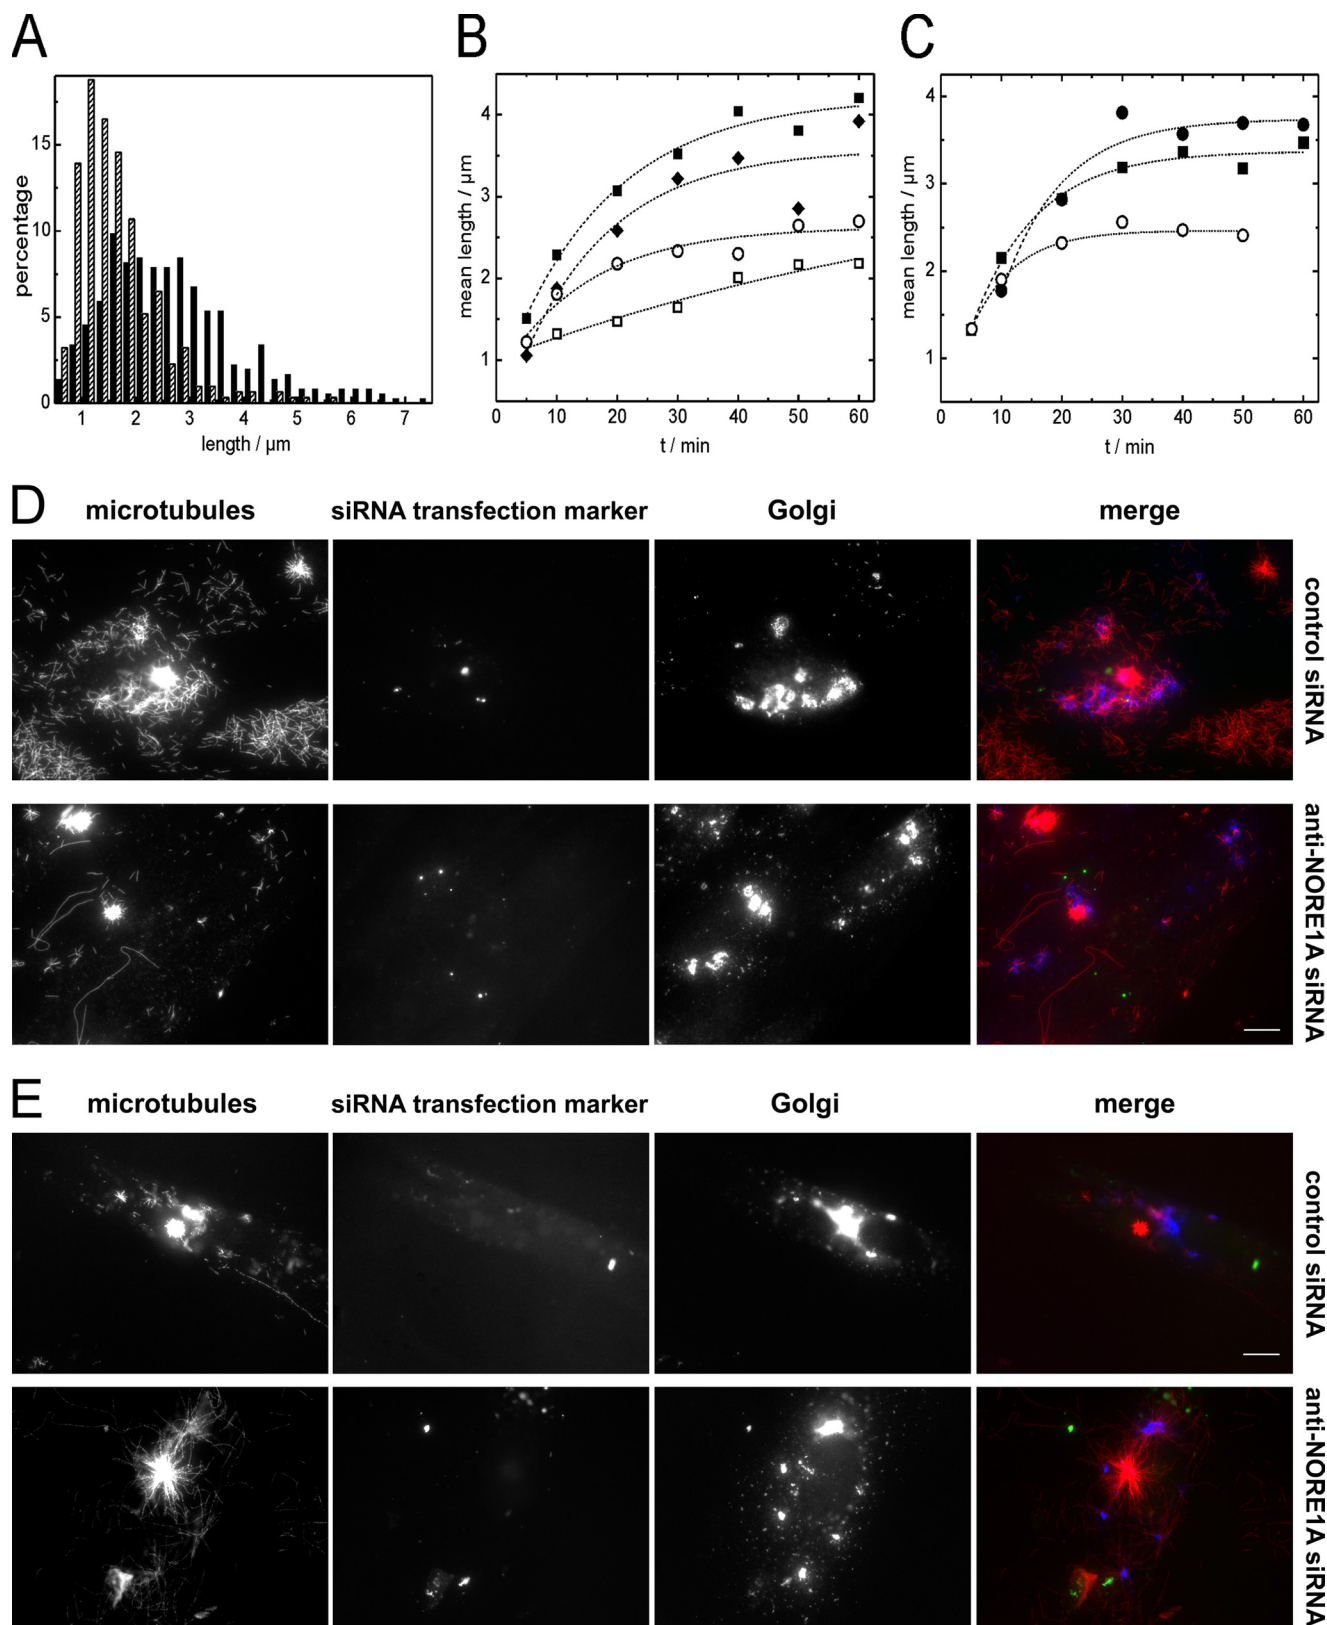 A
B
C
percentage
15
10
5
0
1 2 3 4 5 6 7
length / µm
mean length / µm
4
3
2
1
0 10 20 30 40 50 60
t / min
mean length / µm
4
3
2
1
0 10 20 30 40 50 60
t / min
D
microtubules siRNA transfection marker Golgi merge
control siRNA
anti-NORE1A siRNA
E
microtubules siRNA transfection marker Golgi merge
control siRNA
anti-NORE1A siRNA